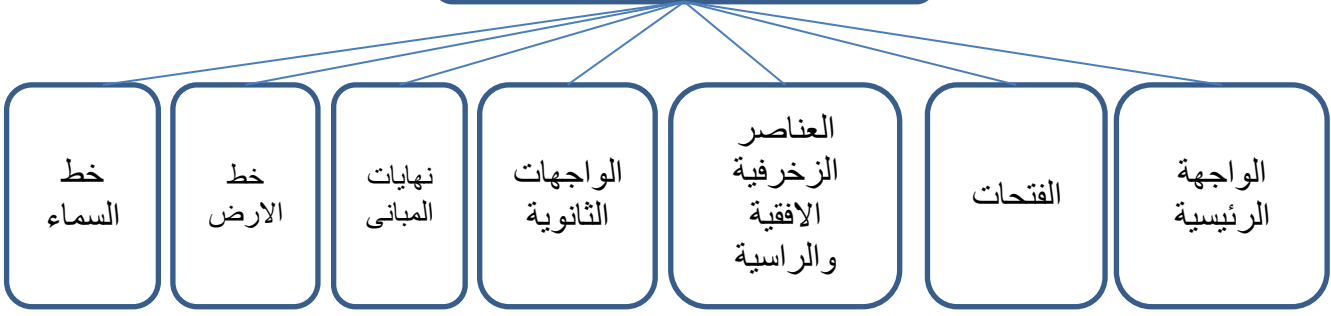 الواجهة
الرئيسية
الفتحات
العناصر
الزخرفية
الافقية
والراسية
الواجهات
الثانوية
نهايات
المبانى
خط
الارض
خط
السماء